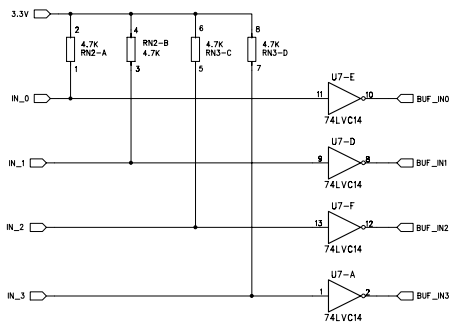 3.3V
2
4.7K
RN2-A
1
4
RN2-B
4.7K
3
6
4.7K
RN3-C
5
8
4.7K
RN3-D
7
IN_0
11
U7-E
10
74LVC14
BUF_IN0
IN_1
9
U7-D
8
74LVC14
BUF_IN1
IN_2
13
U7-F
12
74LVC14
BUF_IN2
IN_3
1
U7-A
2
74LVC14
BUF_IN3